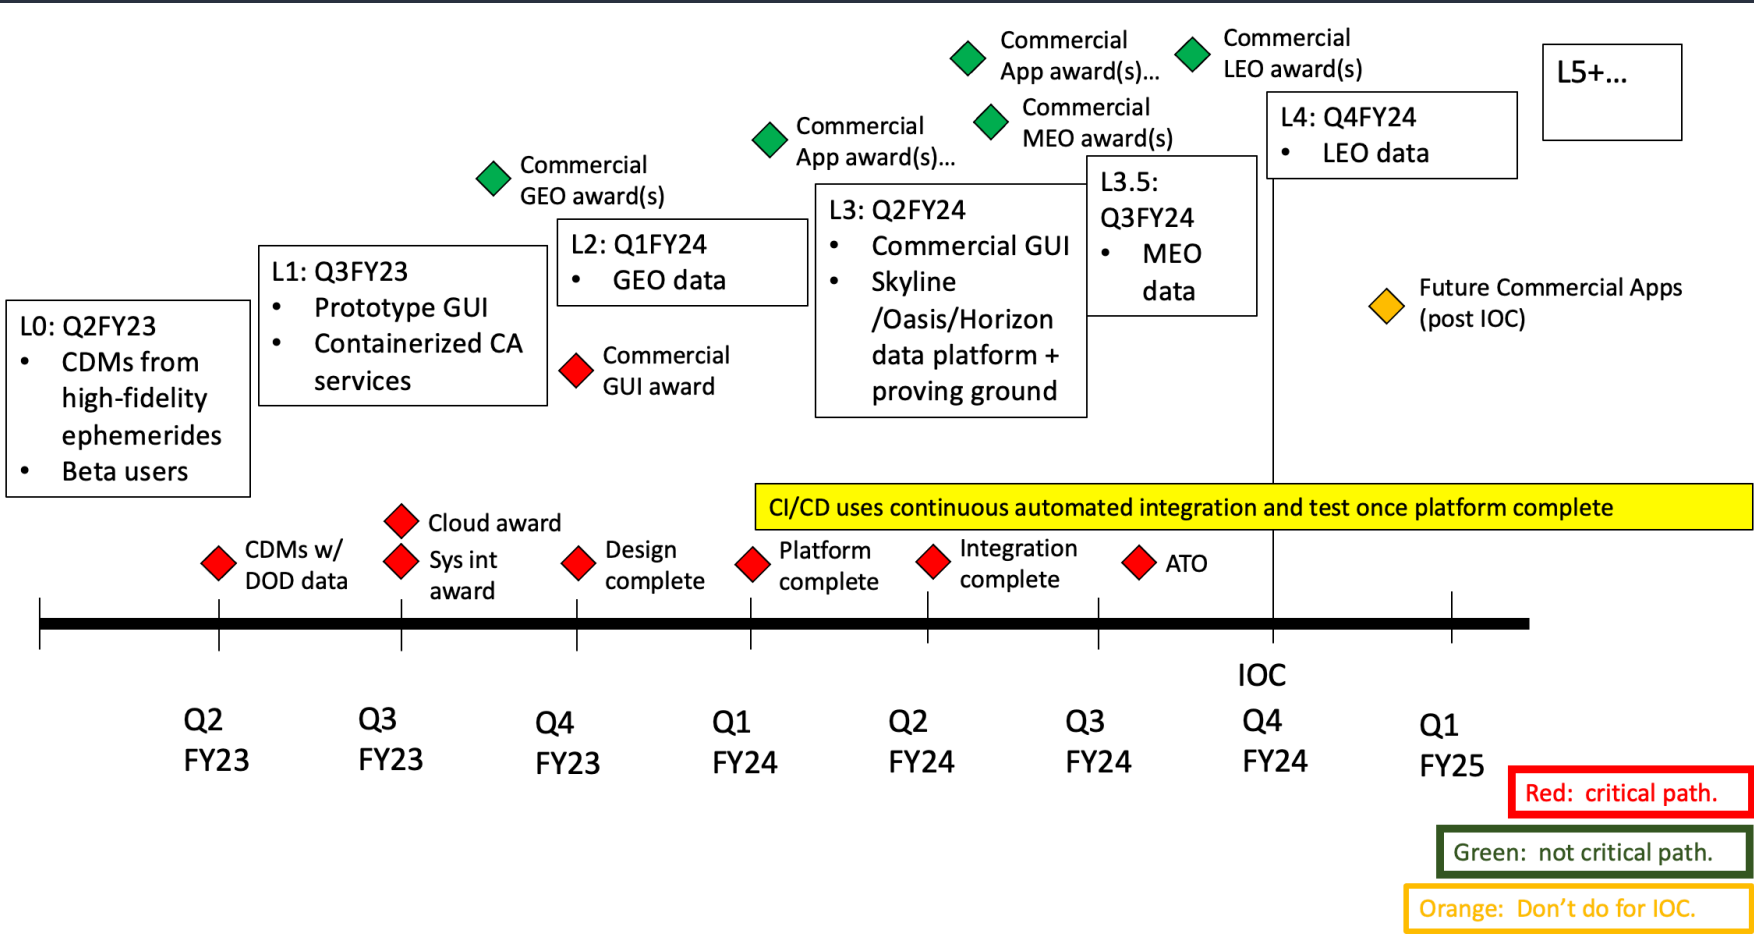 Commercial
App award(s)...
Commercial
LEO award(s)
L5+...
Commercial
MEO award(s)
L4: Q4FY24
• LEO data
Commercial
App award(s)...
Commercial
GEO award(s)
L3.5:
Q3FY24
• MEO
data
L3: Q2FY24
• Commercial GUI
• Skyline
/Oasis/Horizon
data platform +
proving ground
L2: Q1FY24
• GEO data
L1: Q3FY23
• Prototype GUI
• Containerized CA
services
L0: Q2FY23
• CDMs from
high-fidelity
ephemerides
• Beta users
Commercial
GUI award
Future Commercial Apps
(post IOC)
CI/CD uses continuous automated integration and test once platform complete
CDMs w/
DOD data
Cloud award
Sys int
award
Design
complete
Platform
complete
Integration
complete
ATO
IOC
Q2
FY23
Q3
FY23
Q4
FY23
Q1
FY24
Q2
FY24
Q3
FY24
Q4
FY24
Q1
FY25
Red: critical path.
Green: not critical path.
Orange: Don't do for IOC.